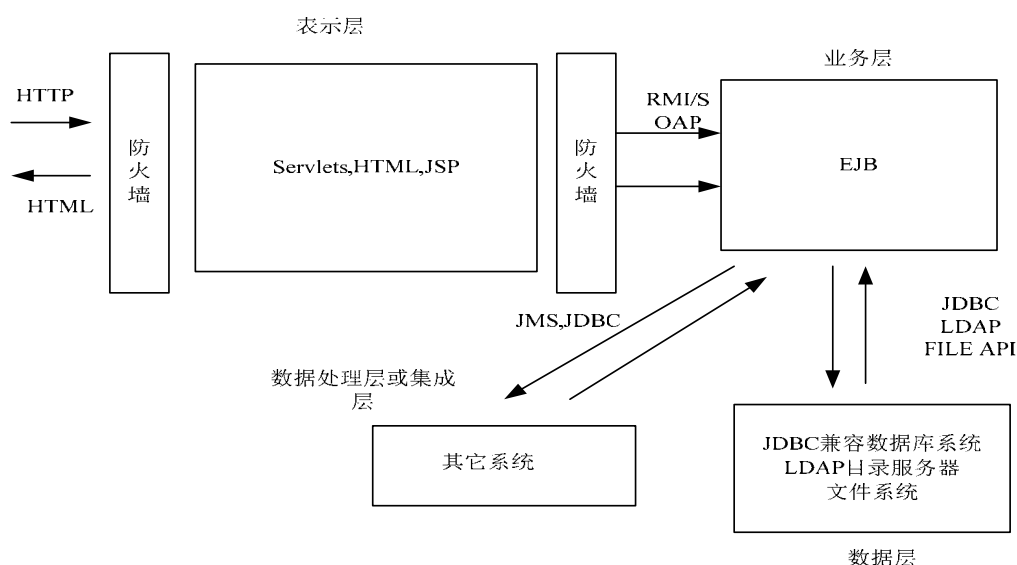 表示层
业务层
HTTP
HTML
防
火
墙
Servlets,HTML,JSP
防
火
墙
RMI/S
OAP
EJB
JMS,JDBC
JDBC
LDAP
FILE API
数据处理层或集成
层
其它系统
JDBC兼容数据库系统
LDAP目录服务器
文件系统
数据层